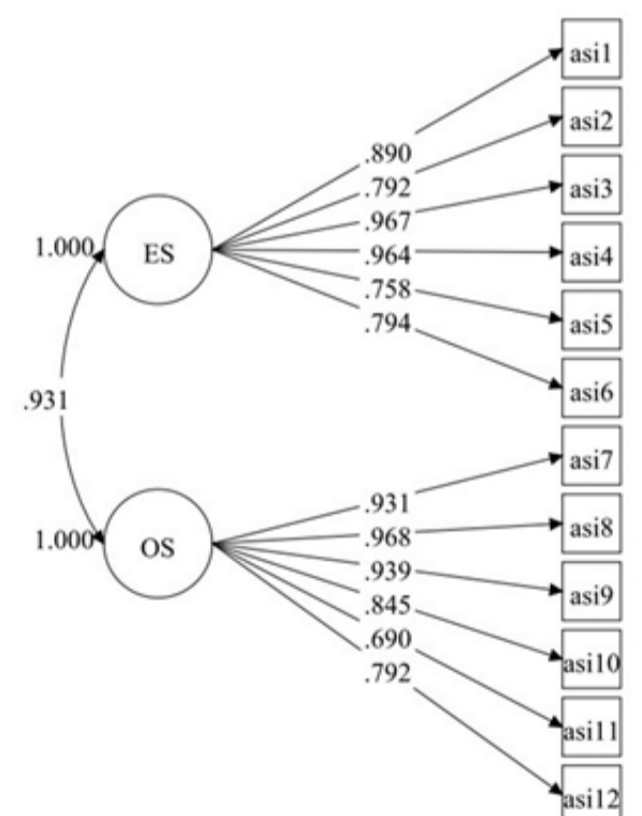 asi1
asi2
asi3
asi4
asi5
asi6
asi7
asi8
asi9
asi10
asi11
asi12
.890
.792
.967
.964
.758
.794
.931
.968
.939
.845
.690
.792
1.000
ES
.931
1.000
OS